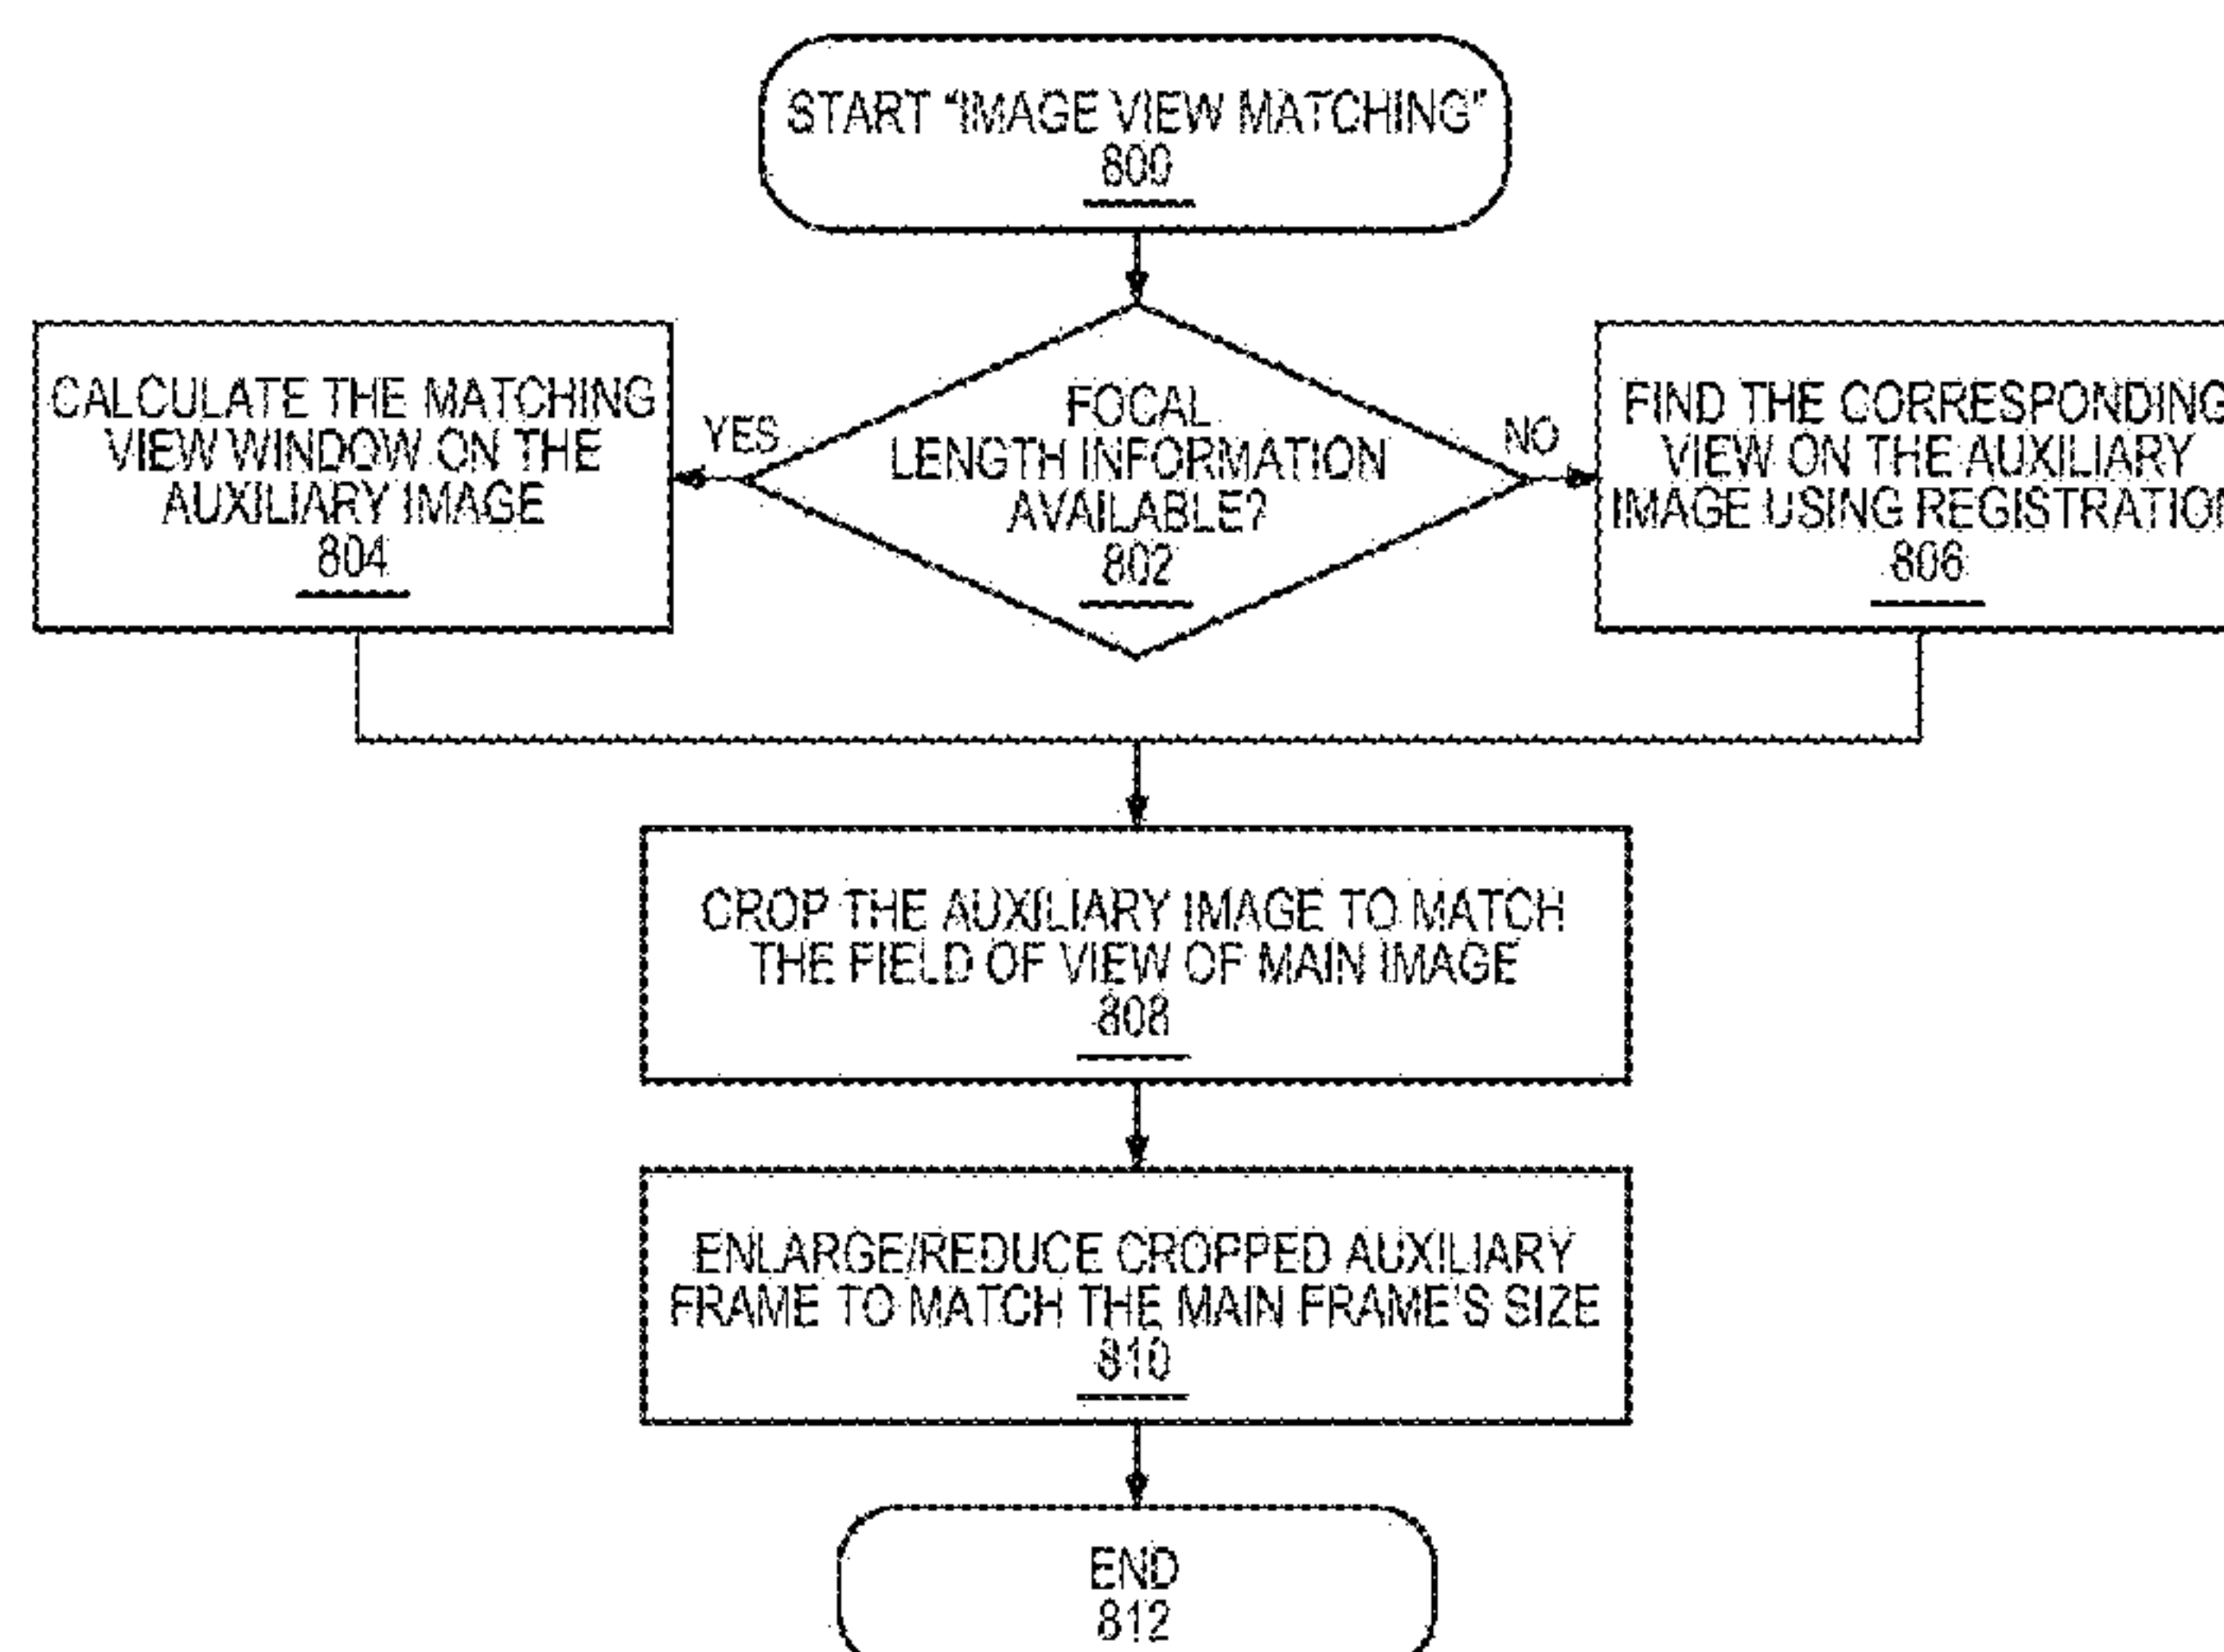 START "IMAGE VIEW MATCHING"
800
CALCULATE THE MATCHING
VIEW WINDOW ON THE
AUXILIARY IMAGE
804
YES
FOCAL
LENGTH INFORMATION
AVAILABLE?
802
NO
FIND THE CORRESPONDING
VIEW ON THE AUXILIARY
IMAGE USING REGISTRATION
806
CROP THE AUXILIARY IMAGE TO MATCH
THE FIELD OF VIEW OF MAIN IMAGE
808
ENLARGE/REDUCE CROPPED AUXILIARY
FRAME TO MATCH THE MAIN FRAME'S SIZE
810
END
812